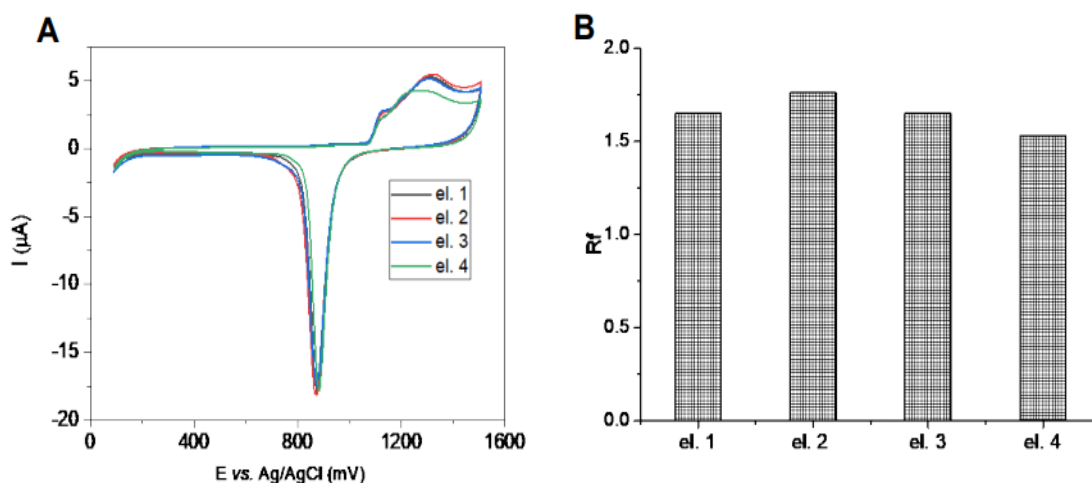 A
I (µA)
5
0
-5
-10
-15
-20
0 400 800 1200 1600
E vs. Ag/AgCl (mV)
el. 1
el. 2
el. 3
el. 4
B
Rf
2.0
1.5
1.0
0.5
0.0
el. 1 el. 2 el. 3 el. 4